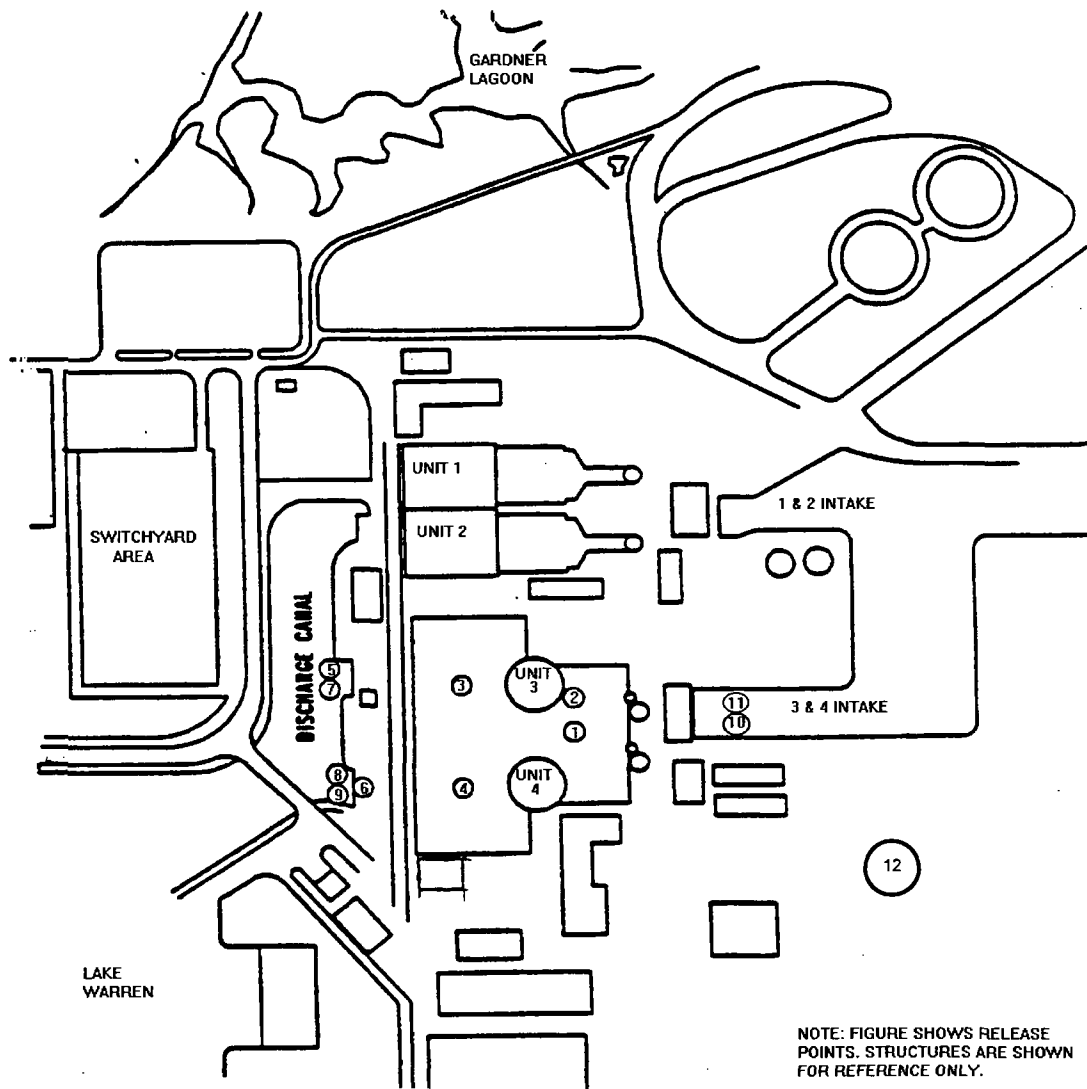 GARDNER
LAGOON
UNIT 1
1 & 2 INTAKE
UNIT 2
SWITCHYARD
AREA
DISCHARGE CANAL
5
7
3
UNIT
3
2
1
11
10
3 & 4 INTAKE
8
9
6
4
UNIT
4
12
LAKE
WARREN
NOTE: FIGURE SHOWS RELEASE
POINTS. STRUCTURES ARE SHOWN
FOR REFERENCE ONLY.